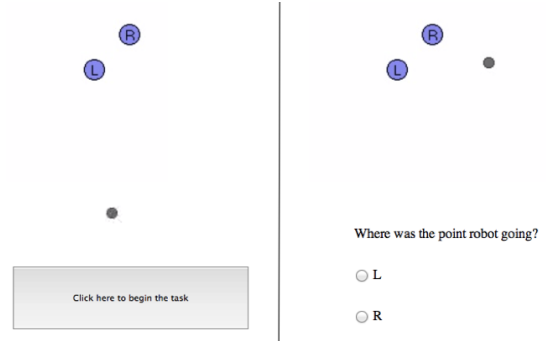 R
L
Click here to begin the task
R
L
Where was the point robot going?
L
R